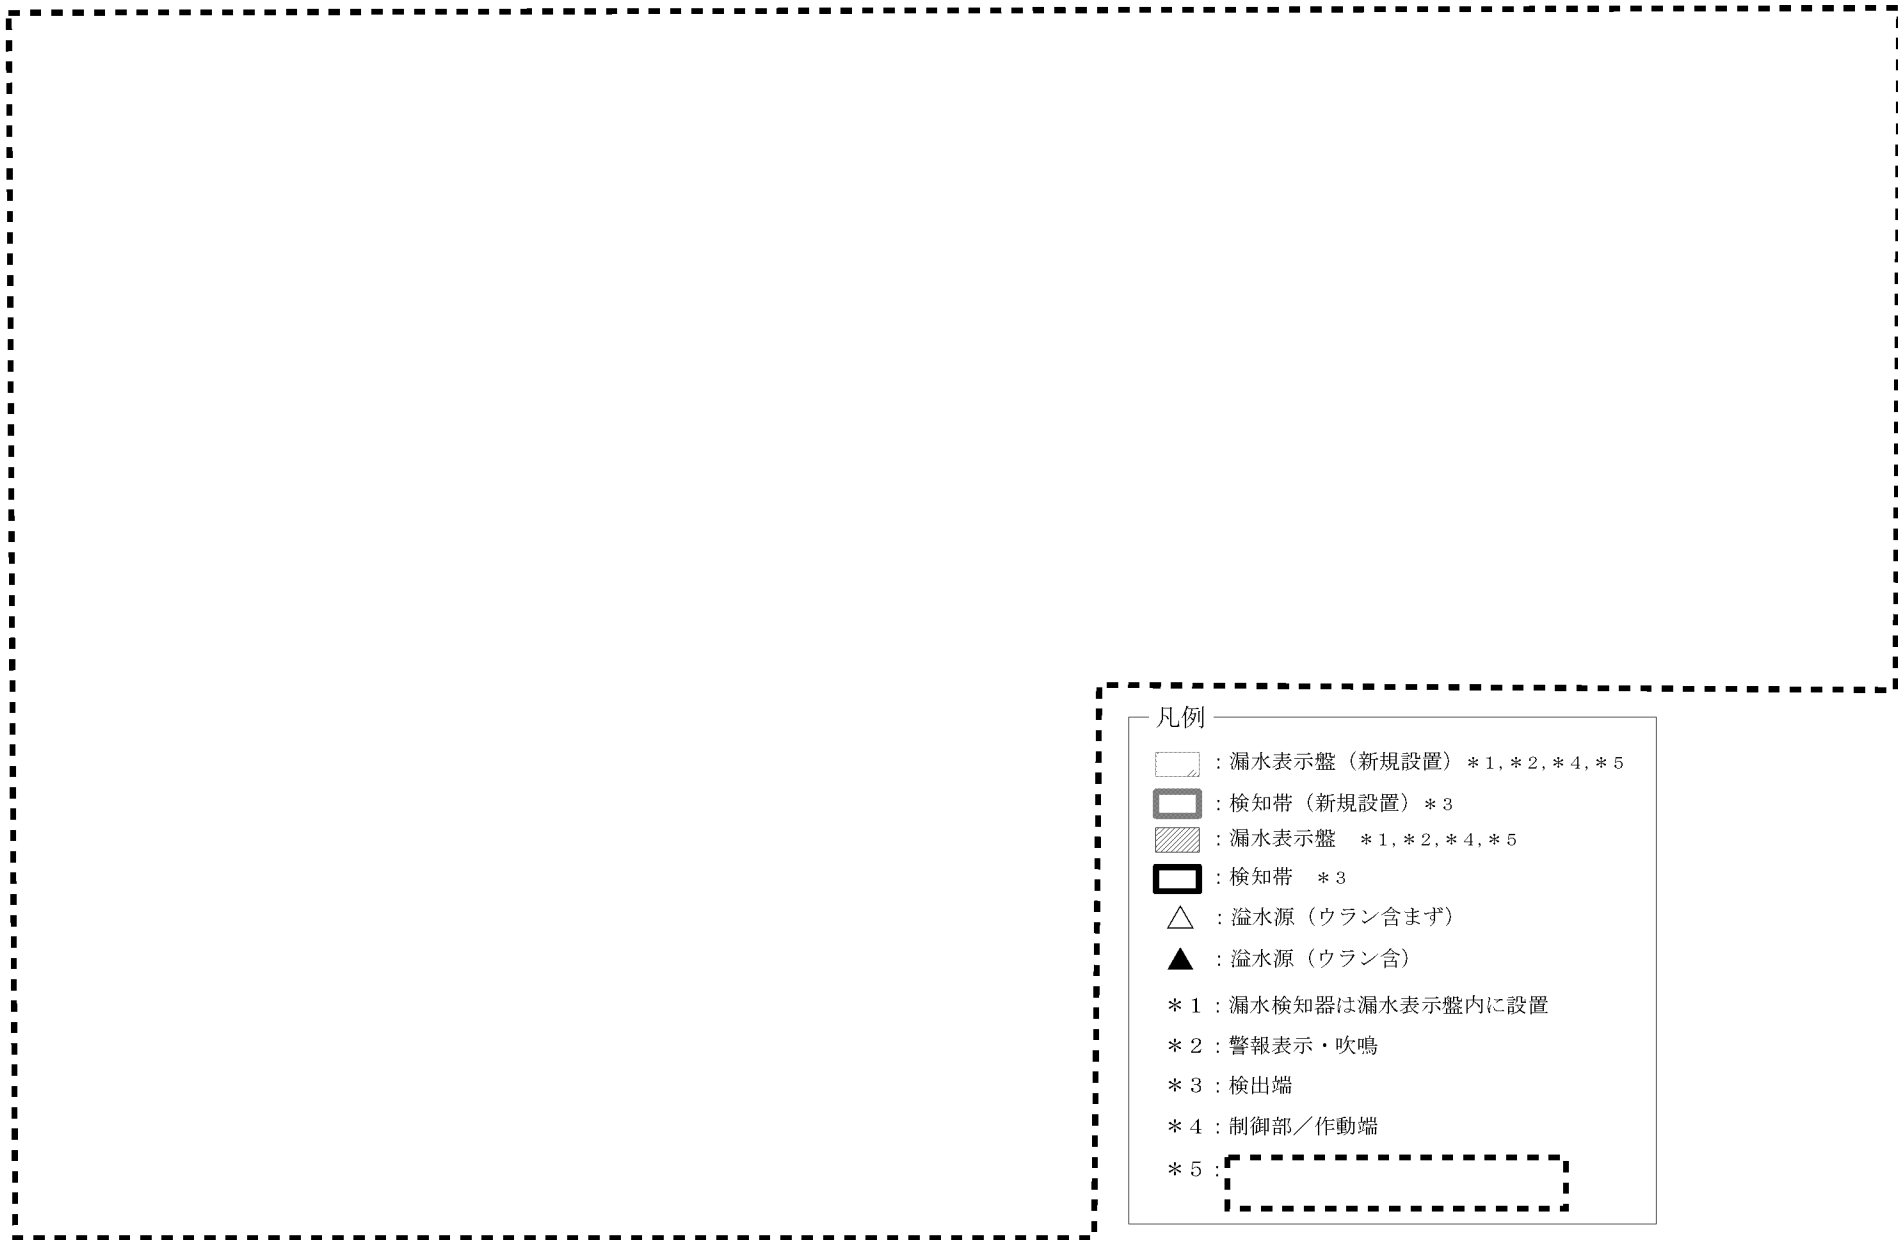 凡例
：漏水表示盤（新規設置）＊1,＊2,＊4,＊5
：検知帯（新規設置）＊3
：漏水表示盤　＊1,＊2,＊4,＊5
：検知帯　＊3
：溢水源（ウラン含まず）
：溢水源（ウラン含）
＊1：漏水検知器は漏水表示盤内に設置
＊2：警報表示・吹鳴
＊3：検出端
＊4：制御部／作動端
＊5：